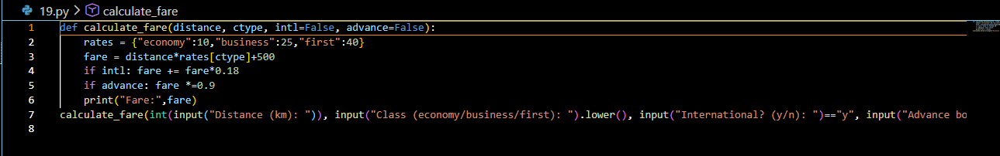 19.py > calculate_fare
1 def calculate_fare(distance, ctype, intl=False, advance=False):
2     rates = {"economy":10,"business":25,"first":40}
3     fare = distance*rates[ctype]+500
4     if intl: fare += fare*0.18
5     if advance: fare *=0.9
6     print("Fare:",fare)
7 calculate_fare(int(input("Distance (km): ")), input("Class (economy/business/first): ").lower(), input("International? (y/n): ")=="y", input("Advance bo
8